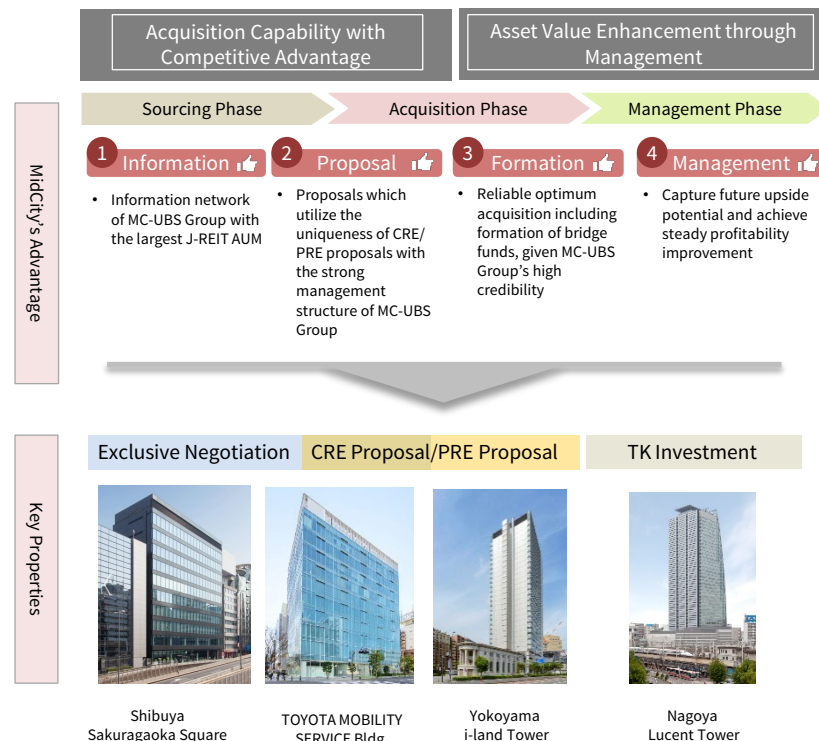 Acquisition Capability with
Competitive Advantage
Asset Value Enhancement through
Management
Sourcing Phase
Acquisition Phase
Management Phase
MidCity's Advantage
1 Information
2 Proposal
3 Formation
4 Management
• Information network
of MC-UBS Group with
the largest J-REIT AUM
• Proposals which
utilize the
uniqueness of CRE/
PRE proposals with
the strong
management
structure of MC-UBS
Group
• Reliable optimum
acquisition including
formation of bridge
funds, given MC-UBS
Group's high
credibility
• Capture future upside
potential and achieve
steady profitability
improvement
Key Properties
Exclusive Negotiation
CRE Proposal/PRE Proposal
TK Investment
Shibuya
Sakuragaoka Square
TOYOTA MOBILITY
SERVICE Bldg.
Yokoyama
i-land Tower
Nagoya
Lucent Tower